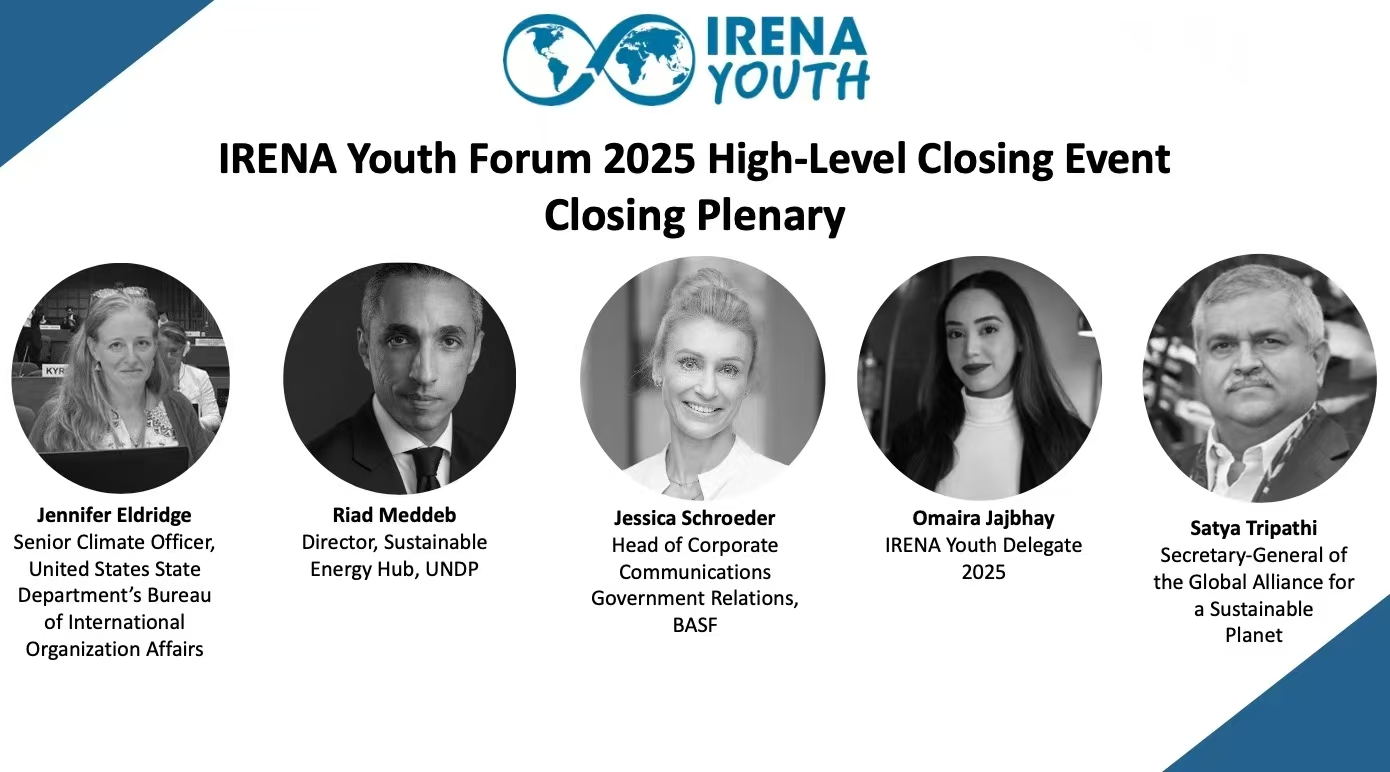 IRENA
YOUTH
IRENA Youth Forum 2025 High-Level Closing Event
Closing Plenary
KYR
Jennifer Eldridge
Senior Climate Officer,
United States State
Department’s Bureau
of International
Organization Affairs
Riad Meddeb
Director, Sustainable
Energy Hub, UNDP
Jessica Schroeder
Head of Corporate
Communications
Government Relations,
BASF
Omaira Jajbhay
IRENA Youth Delegate
2025
Satya Tripathi
Secretary-General of
the Global Alliance for
a Sustainable
Planet